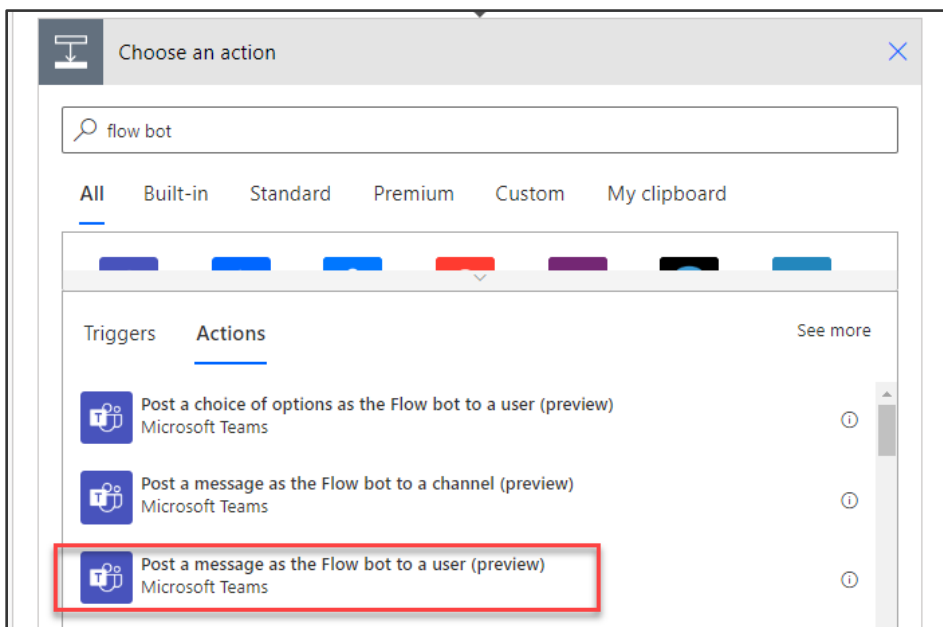 Choose an action
flow bot
All Built-in Standard Premium Custom My clipboard
Triggers Actions See more
Post a choice of options as the Flow bot to a user (preview)
Microsoft Teams
Post a message as the Flow bot to a channel (preview)
Microsoft Teams
Post a message as the Flow bot to a user (preview)
Microsoft Teams